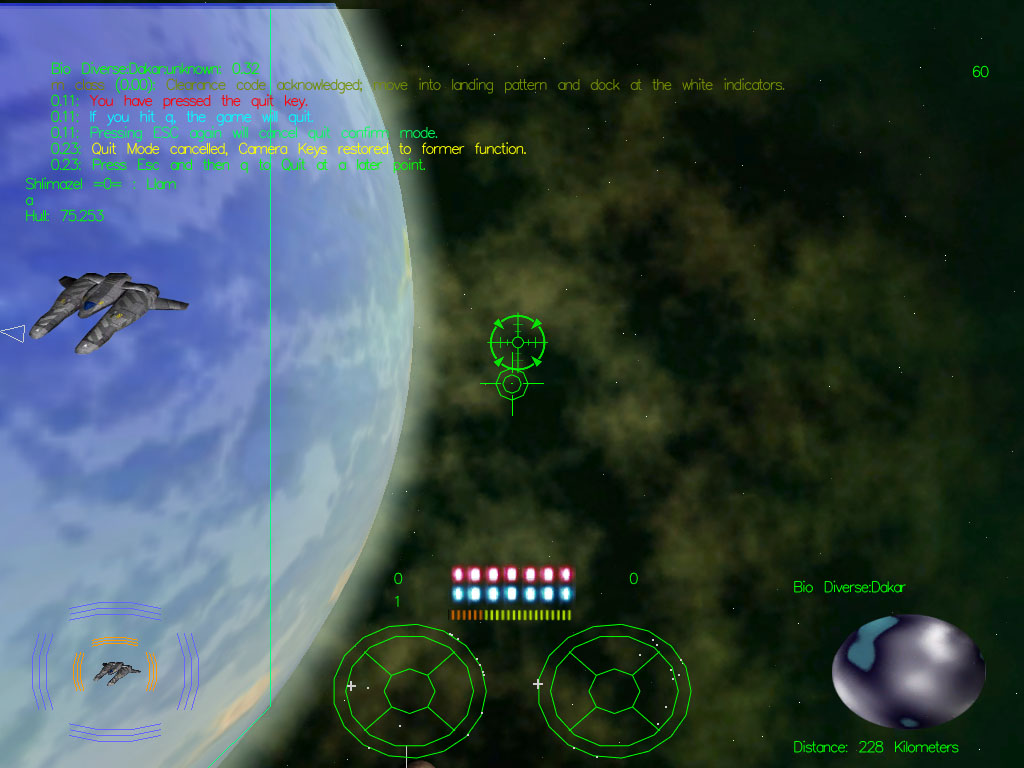 Bio Diverse:Dakar:unknown: 0.32
m class (0.00): Clearance code acknowledged; move into landing pattern and dock at the white indicators.
0.11: You have pressed the quit key.
0.11: If you hit q, the game will quit.
0.11: Pressing ESC again will cancel quit confirm mode.
0.23: Quit Mode cancelled, Camera Keys restored to former function.
0.23: Press Esc and then q to quit at a later point.
Shlimazel =0= : Llam
a
Hull: 75.253
60
0 0
1
Bio Diverse:Dakar
Distance: 228 Kilometers